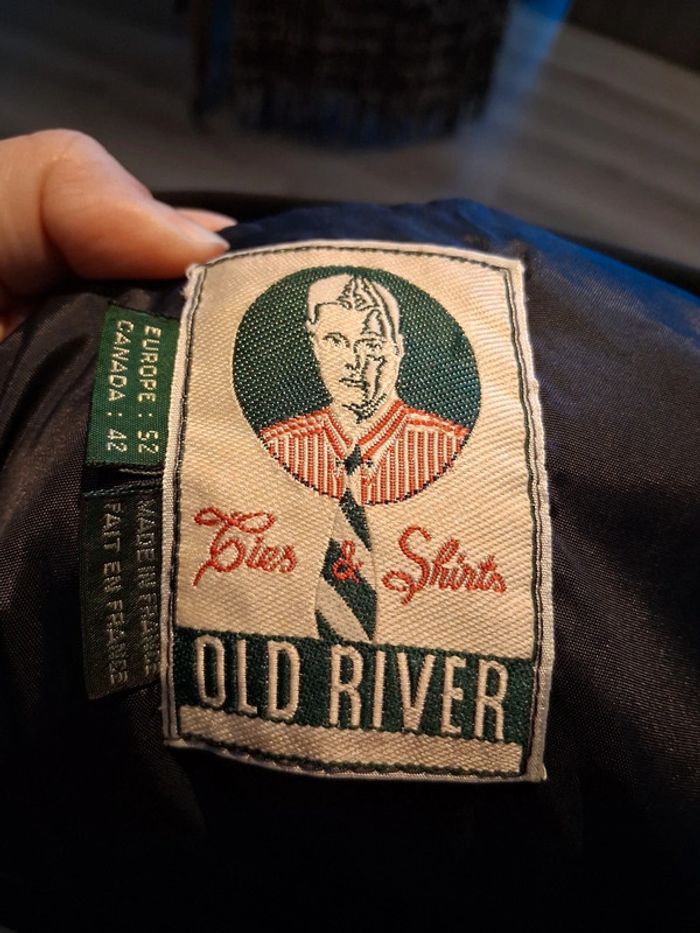 Ties & Shirts
OLD RIVER
EUROPE : 52
CANADA : 42
MADE IN FRANCE
FAIT EN FRANCE